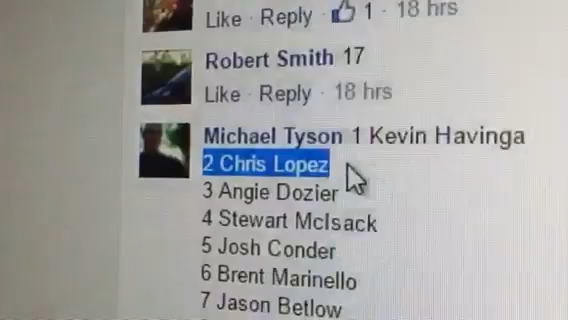 Like · Reply · 1 · 18 hrs
Robert Smith 17
Like · Reply · 18 hrs
Michael Tyson 1 Kevin Havinga
2 Chris Lopez
3 Angie Dozier
4 Stewart McIsack
5 Josh Conder
6 Brent Marinello
7 Jason Betlow